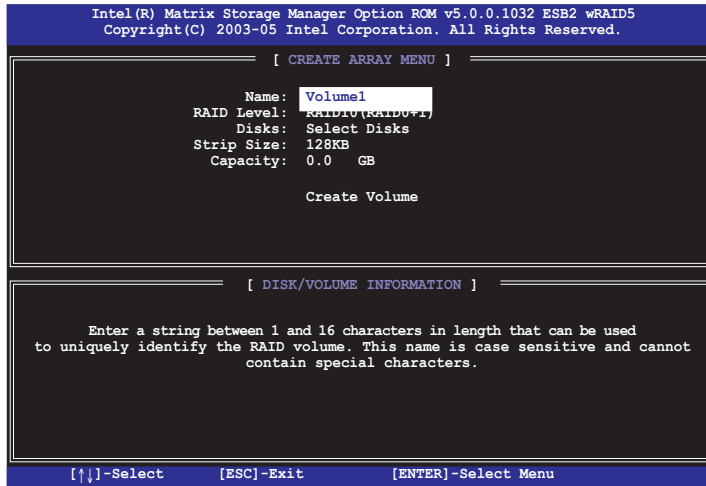 Intel(R) Matrix Storage Manager Option ROM v5.0.0.1032 ESB2 wRAID5
Copyright(C) 2003-05 Intel Corporation. All Rights Reserved.
[ CREATE ARRAY MENU ]
Name: Volume1
RAID Level: RAID10(RAID0+1)
Disks: Select Disks
Strip Size: 128KB
Capacity: 0.0 GB
Create Volume
[ DISK/VOLUME INFORMATION ]
Enter a string between 1 and 16 characters in length that can be used
to uniquely identify the RAID volume. This name is case sensitive and cannot
contain special characters.
[↑↓]-Select [ESC]-Exit [ENTER]-Select Menu